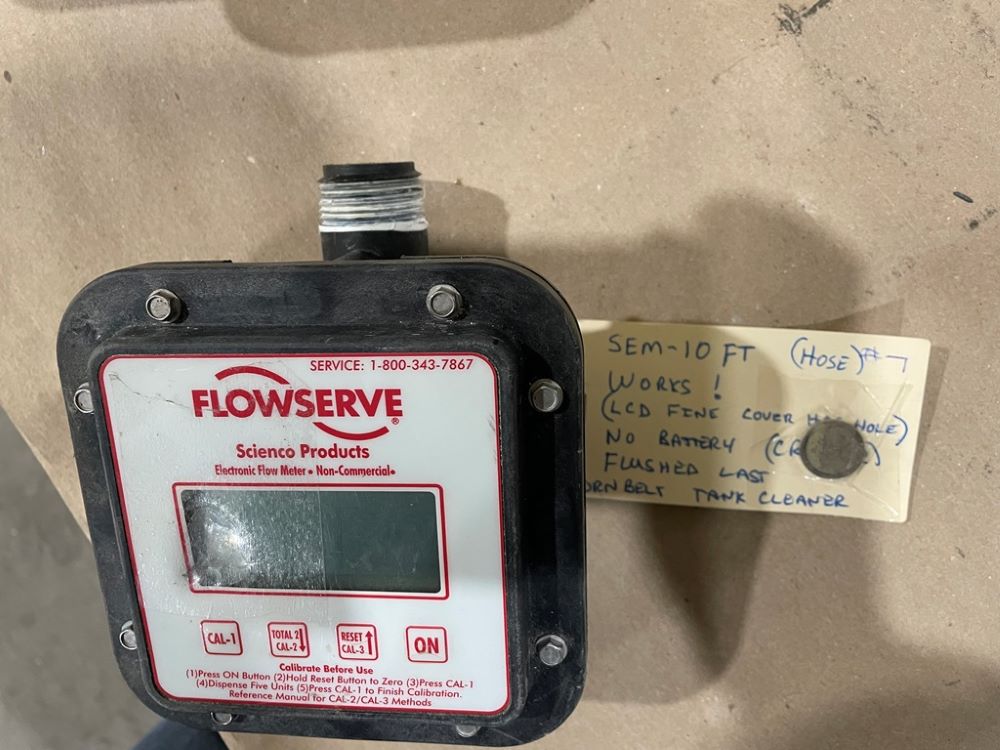 SERVICE: 1-800-343-7867
FLOWSERVE®
Scienco Products
Electronic Flow Meter • Non-Commercial•
CAL-1
TOTAL 2
CAL-2
RESET
CAL-3
ON
Calibrate Before Use
(1)Press ON Button (2)Hold Reset Button to Zero (3)Press CAL-1
(4)Dispense Five Units (5)Press CAL-1 to Finish Calibration.
Reference Manual for CAL-2/CAL-3 Methods
SEM-10 FT (HOSE)
WORKS!
(LCD FINE COVER HOLE)
NO BATTERY
FLUSHED LAST
TANK CLEANER